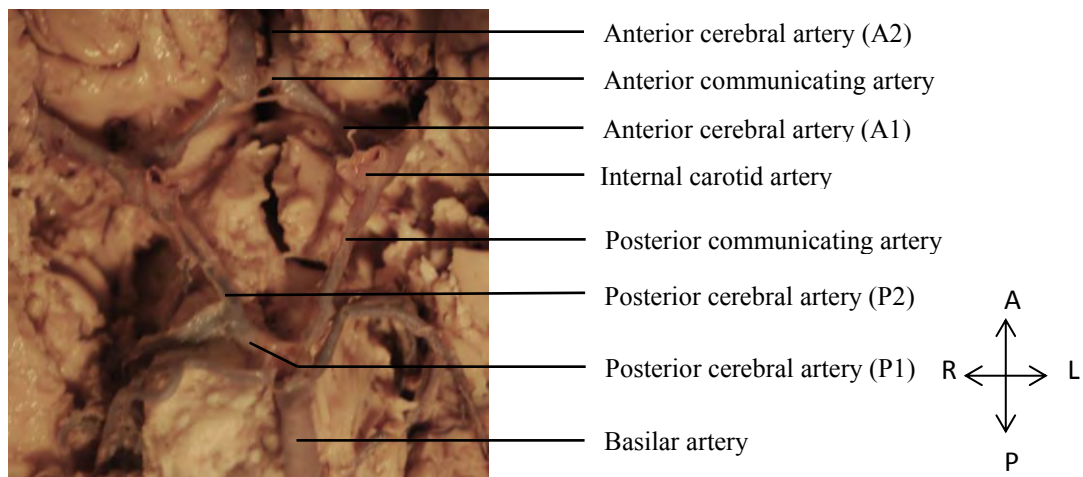 Anterior cerebral artery (A2)
Anterior communicating artery
Anterior cerebral artery (A1)
Internal carotid artery
Posterior communicating artery
Posterior cerebral artery (P2)
A
Posterior cerebral artery (P1)
R
L
Basilar artery
P